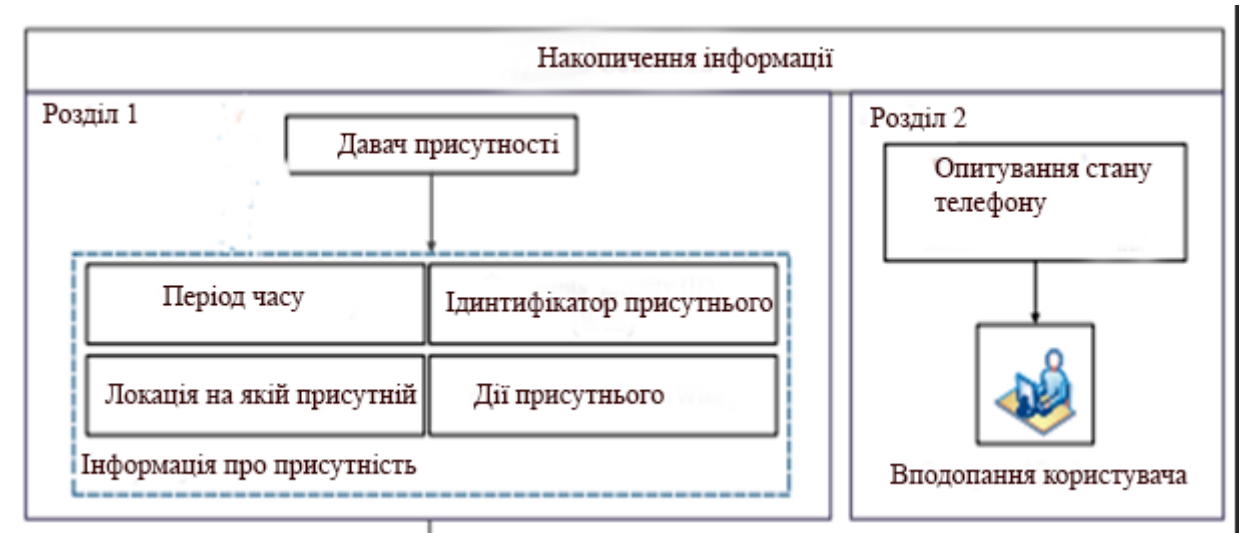 Накопичення інформації
Розділ 1
Давач присутності
Період часу
Ідинтифікатор присутнього
Локація на якій присутній
Дії присутнього
Інформація про присутність
Розділ 2
Опитування стану
телефону
Вподопання користувача